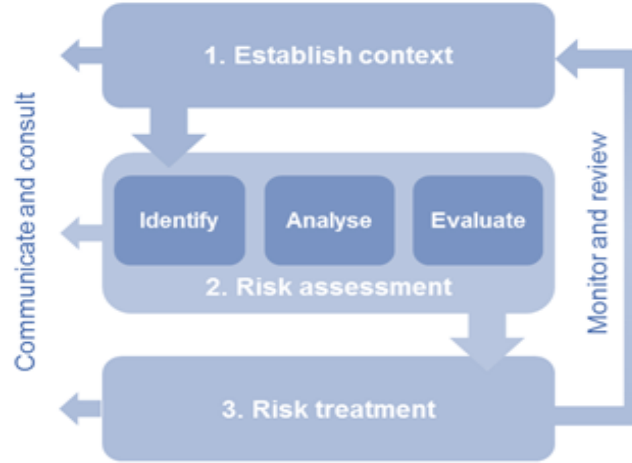 1. Establish context
Communicate and consult
Identify
Analyse
Evaluate
2. Risk assessment
Monitor and review
3. Risk treatment